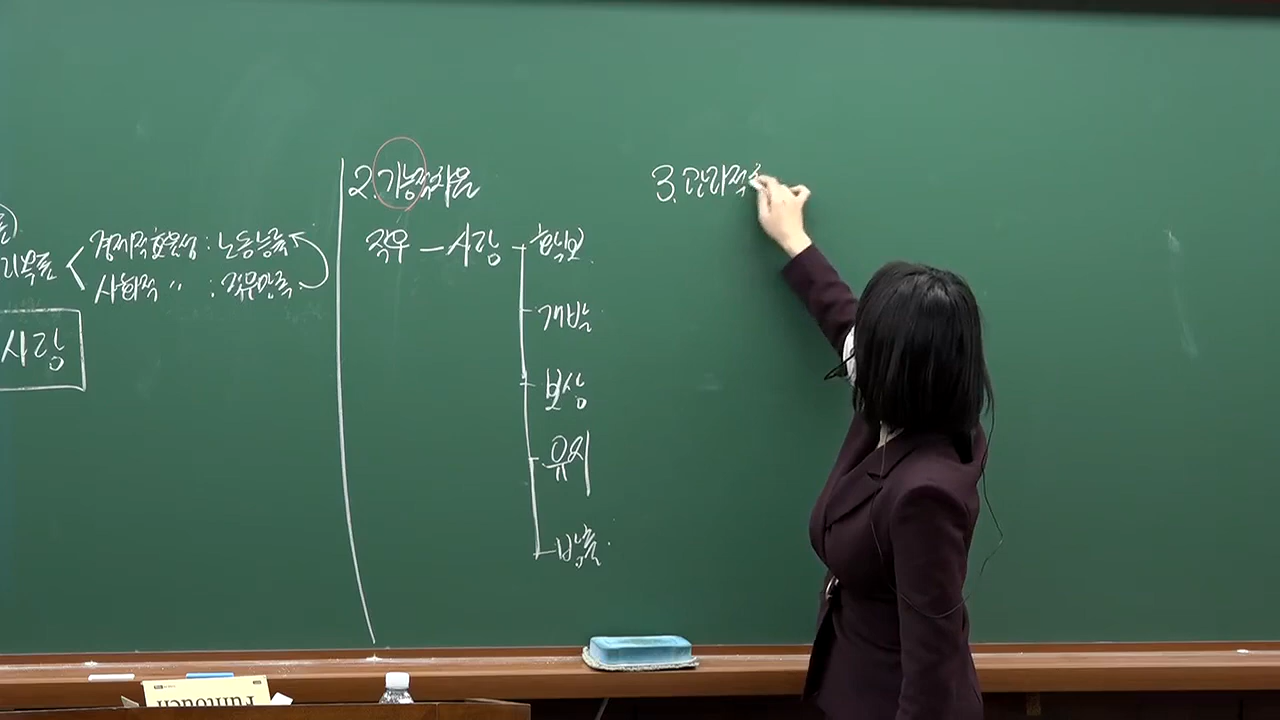 경제적효율성 : 노동능률
사회적 〃 : 직무만족
사람
2. 기능적차원
직무 — 사람 — 확보
개발
보상
유지
방출
3. 관리적
Funtouch